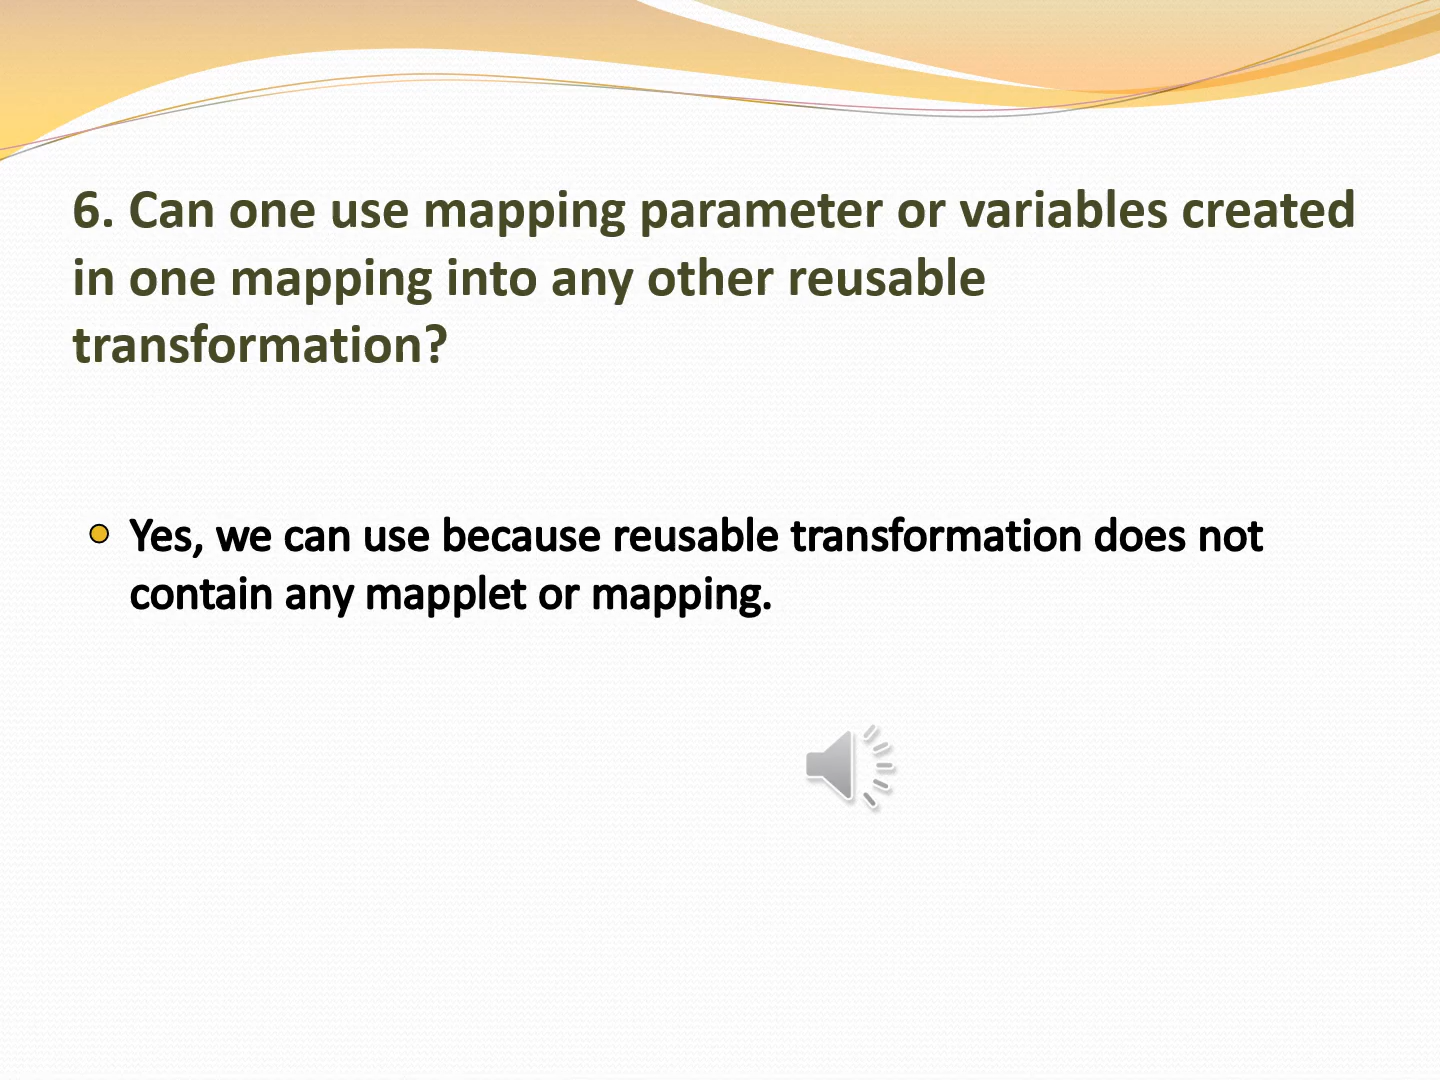 6. Can one use mapping parameter or variables created
in one mapping into any other reusable
transformation?
Yes, we can use because reusable transformation does not
contain any mapplet or mapping.